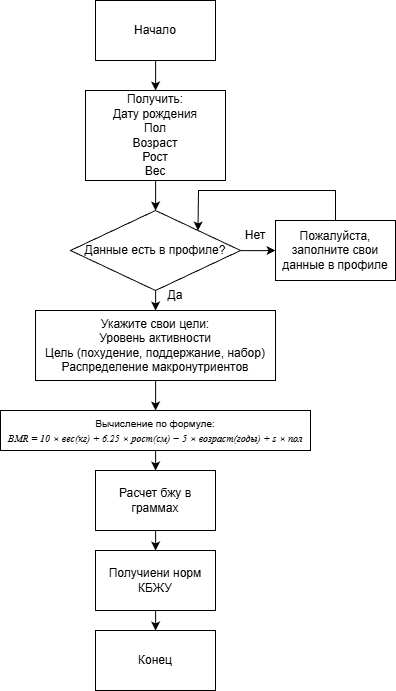 Начало
Получить:
Дату рождения
Пол
Возраст
Рост
Вес
Данные есть в профиле?
Нет
Пожалуйста,
заполните свои
данные в профиле
Да
Укажите свои цели:
Уровень активности
Цель (похудение, поддержание, набор)
Распределение макронутриентов
Вычисление по формуле:
BMR = 10 × вес(кг) + 6.25 × рост(см) − 5 × возраст(годы) + s × пол
Расчет бжу в
граммах
Получиени норм
КБЖУ
Конец